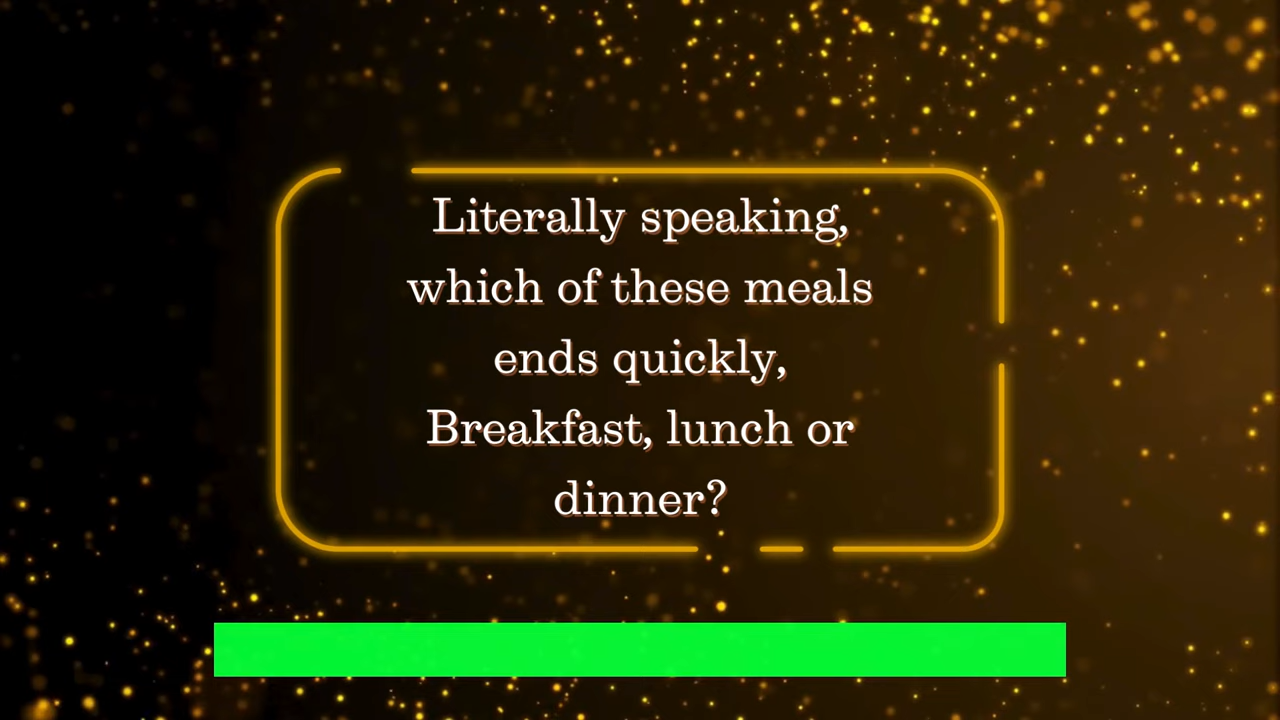 Literally speaking,
which of these meals
ends quickly,
Breakfast, lunch or
dinner?